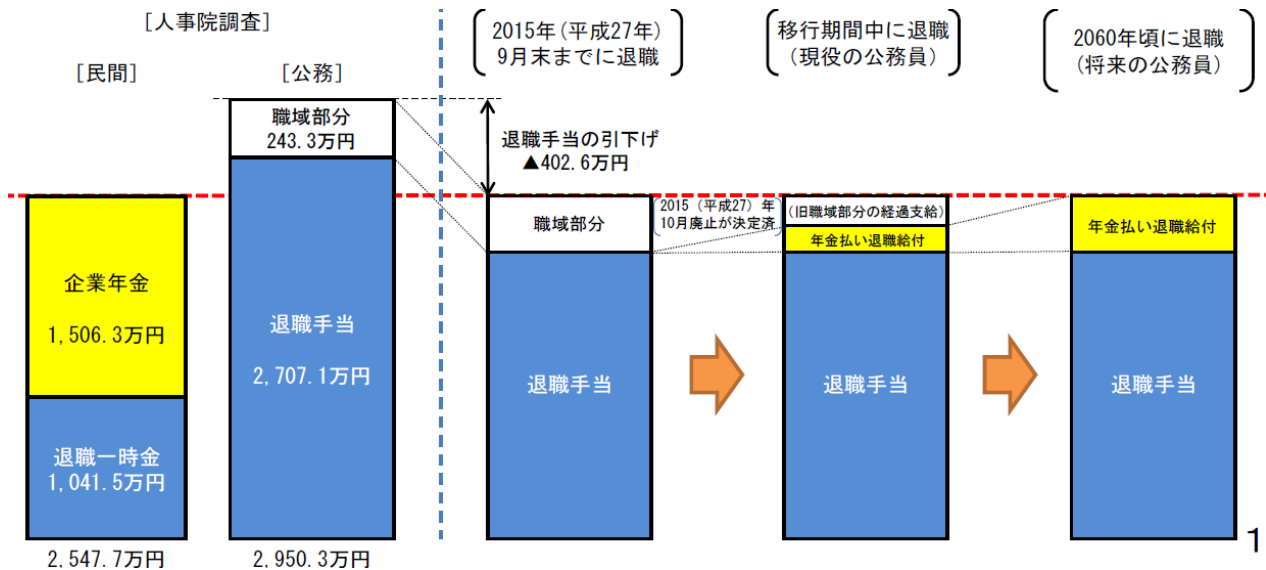 [人事院調査]
[民間]
[公務]
職域部分
243.3万円
退職手当
2,707.1万円
2,950.3万円
企業年金
1,506.3万円
退職一時金
1,041.5万円
2,547.7万円
退職手当の引下げ
▲402.6万円
2015年(平成27年)
9月末までに退職
職域部分
退職手当
2015（平成27）年
10月廃止が決定済
移行期間中に退職
(現役の公務員)
(旧職域部分の経過支給)
年金払い退職給付
退職手当
2060年頃に退職
(将来の公務員)
年金払い退職給付
退職手当
1